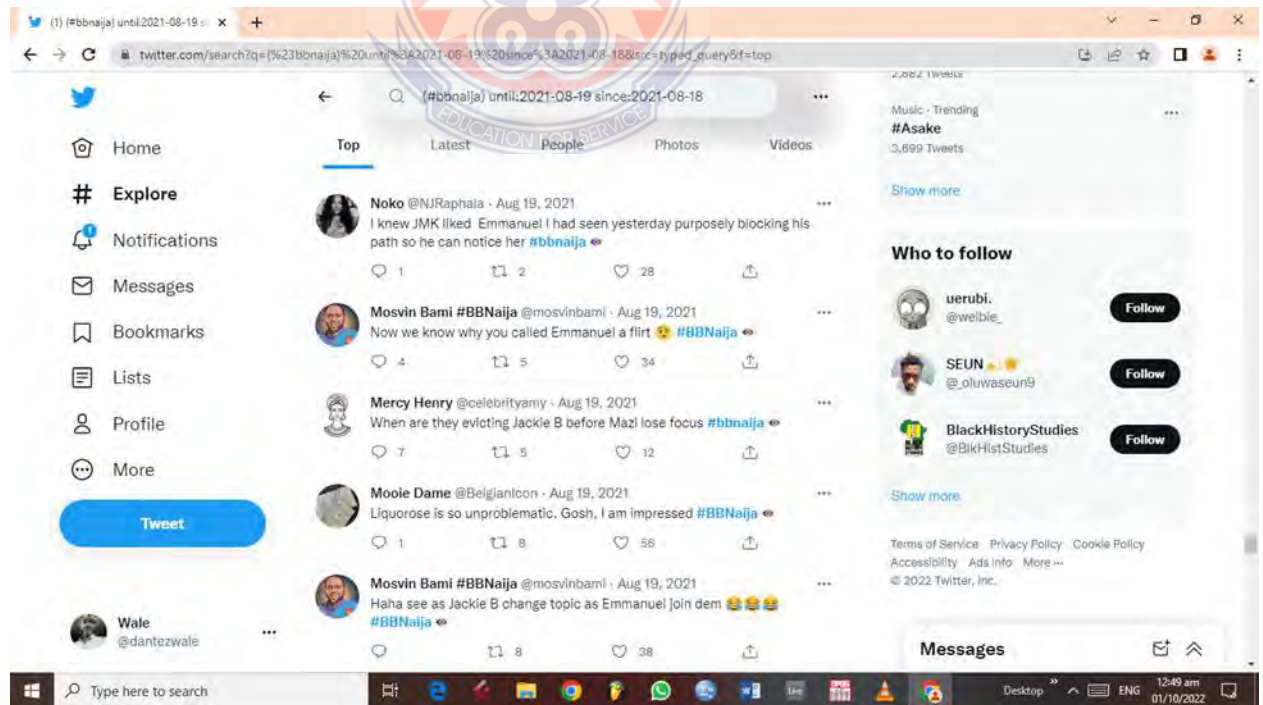 (1) (#bbnaija) until:2021-08-19 s
twitter.com/search?q=(%23bbnaija)%20until%3A2021-08-19%20since%3A2021-08-18&src=typed_query&f=top
(#bbnaija) until:2021-08-19 since:2021-08-18
EDUCATION FOR SERVICE
Top Latest People Photos Videos
Home
Explore
Notifications
Messages
Bookmarks
Lists
Profile
More
Tweet
Wale
@dantezwale
Noko @NJRaphala · Aug 19, 2021
I knew JMK liked Emmanuel I had seen yesterday purposely blocking his
path so he can notice her #bbnaija
1 2 28
Mosvin Bami #BBNaija @mosvinbami · Aug 19, 2021
Now we know why you called Emmanuel a flirt 🤨 #BBNaija
4 5 34
Mercy Henry @celebrityamy · Aug 19, 2021
When are they evicting Jackie B before Mazi lose focus #bbnaija
7 5 12
Mooie Dame @BelgianIcon · Aug 19, 2021
Liquorose is so unproblematic. Gosh, I am impressed #BBNaija
1 8 56
Mosvin Bami #BBNaija @mosvinbami · Aug 19, 2021
Haha see as Jackie B change topic as Emmanuel join dem 😂😂😂
#BBNaija
8 38
2,662 Tweets
Music · Trending
#Asake
3,699 Tweets
Show more
Who to follow
uerubi.
@welbie_
Follow
SEUN
@_oluwaseun9
Follow
BlackHistoryStudies
@BlkHistStudies
Follow
Show more
Terms of Service Privacy Policy Cookie Policy
Accessibility Ads info More ···
© 2022 Twitter, Inc.
Messages
Type here to search
Desktop
ENG
12:49 am
01/10/2022